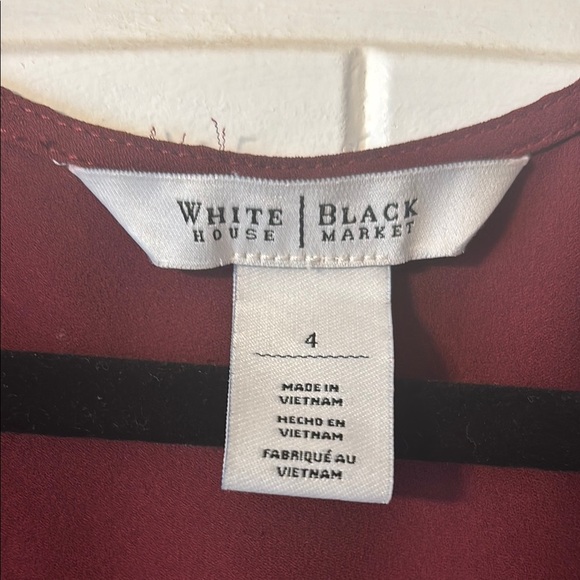 WHITE | BLACK
HOUSE | MARKET
4
MADE IN
VIETNAM
HECHO EN
VIETNAM
FABRIQUÉ AU
VIETNAM